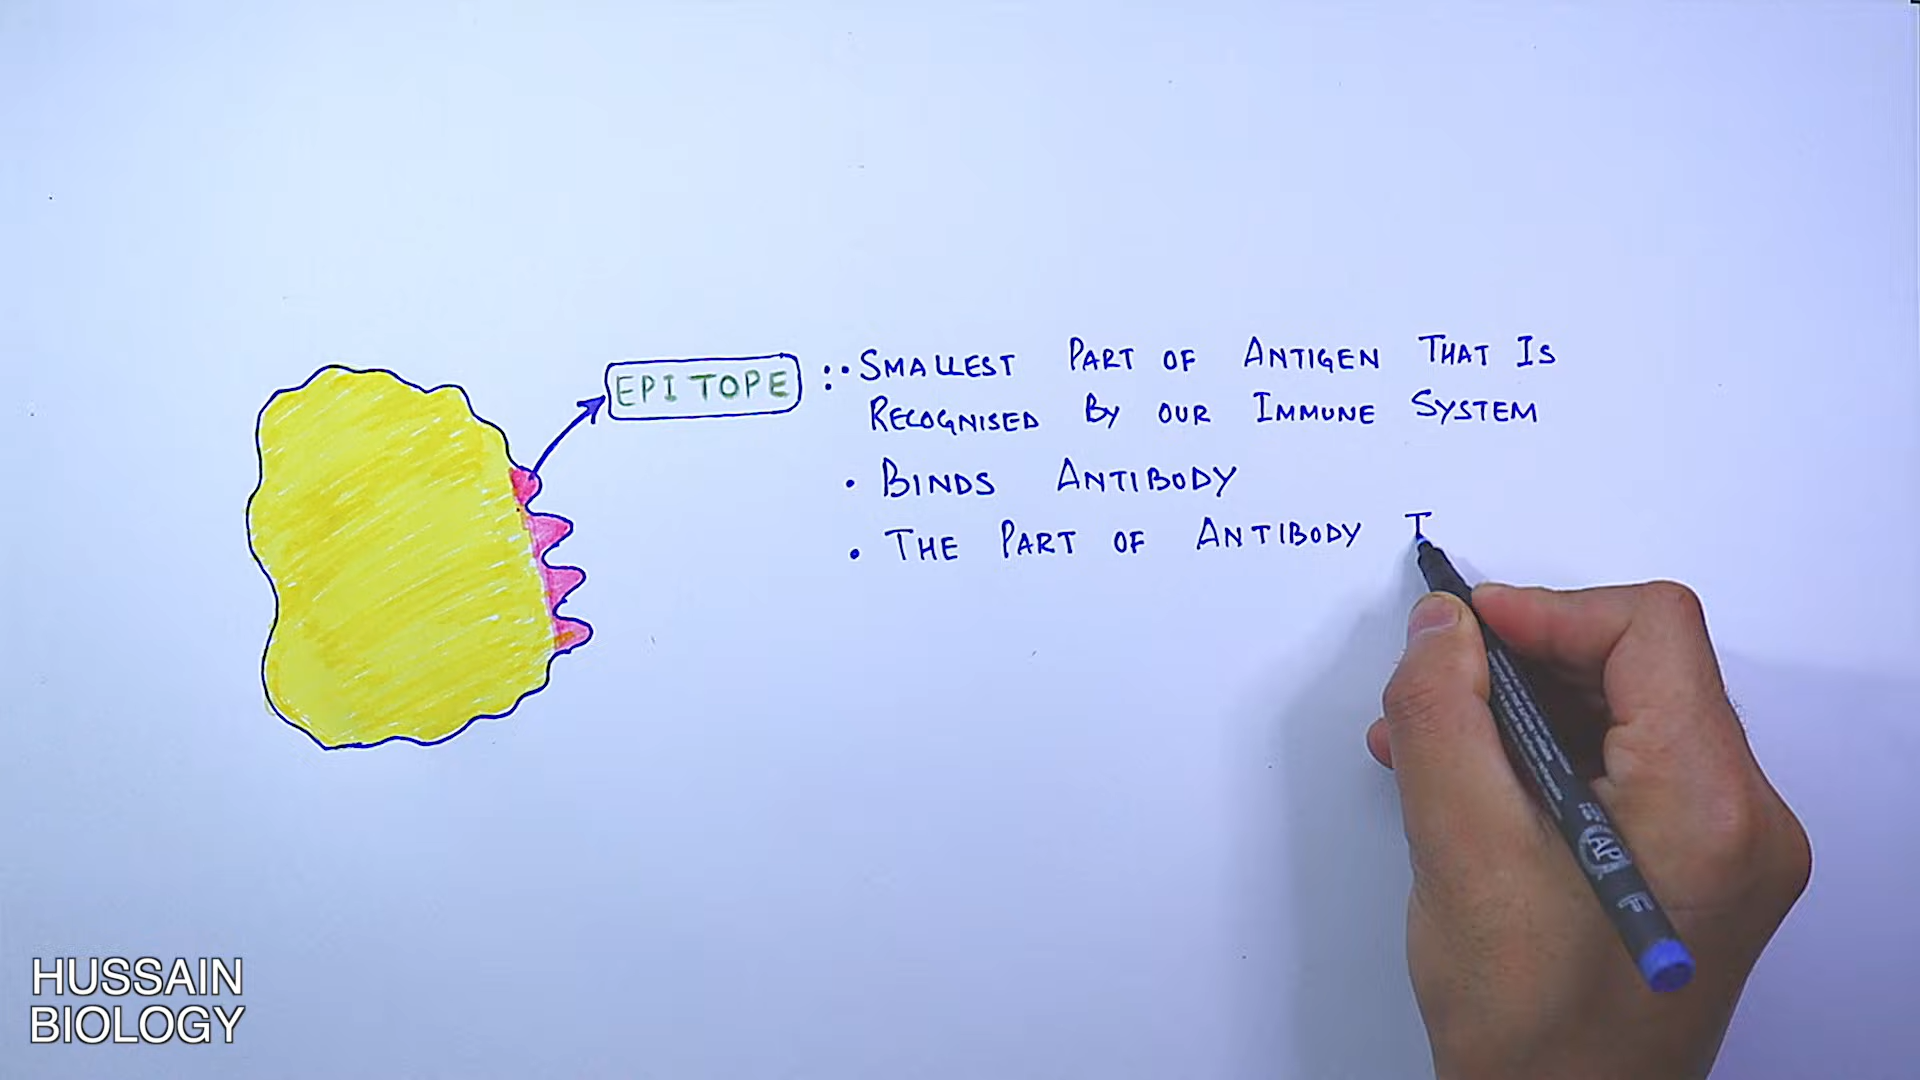 EPITOPE :• SMALLEST PART OF ANTIGEN THAT IS
RECOGNISED BY OUR IMMUNE SYSTEM
• BINDS ANTIBODY
• THE PART OF ANTIBODY T
AP F
HUSSAIN
BIOLOGY